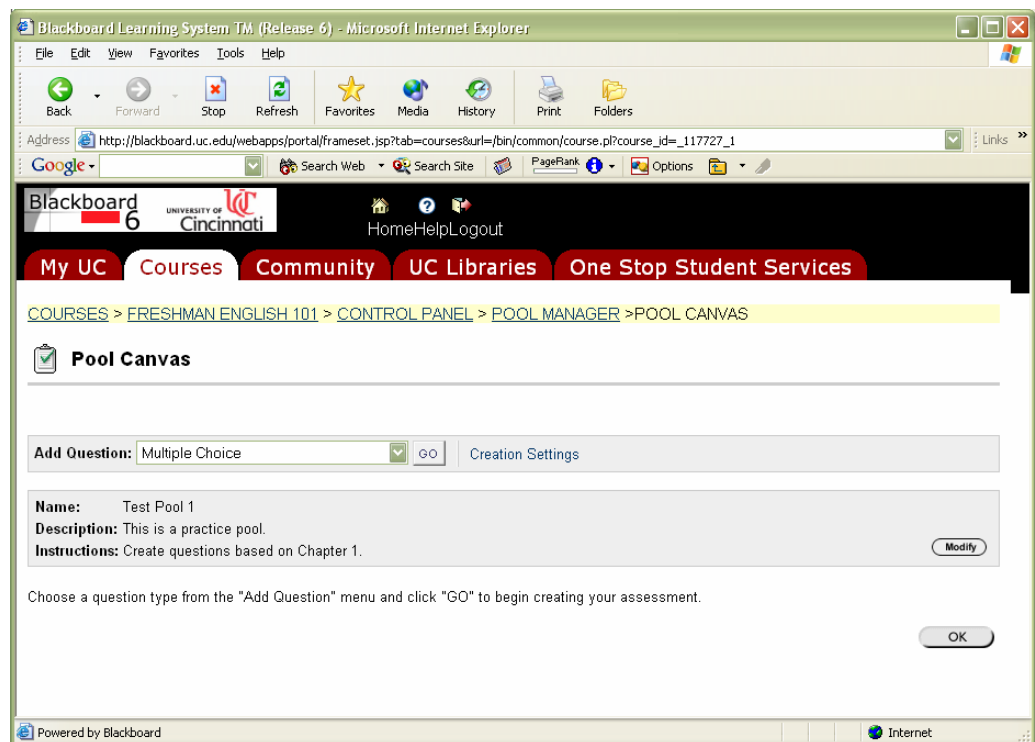 Blackboard Learning System TM (Release 6) - Microsoft Internet Explorer
File Edit View Favorites Tools Help
Back Forward Stop Refresh Favorites Media History Print Folders
Address http://blackboard.uc.edu/webapps/portal/frameset.jsp?tab=courses&url=/bin/common/course.pl?course_id=_117727_1 Links »
Google Search Web Search Site PageRank Options
Blackboard 6 UNIVERSITY OF UC Cincinnati
HomeHelpLogout
My UC Courses Community UC Libraries One Stop Student Services
COURSES > FRESHMAN ENGLISH 101 > CONTROL PANEL > POOL MANAGER >POOL CANVAS
Pool Canvas
Add Question: Multiple Choice GO Creation Settings
Name: Test Pool 1
Description: This is a practice pool.
Instructions: Create questions based on Chapter 1.
Modify
Choose a question type from the "Add Question" menu and click "GO" to begin creating your assessment.
OK
Powered by Blackboard Internet